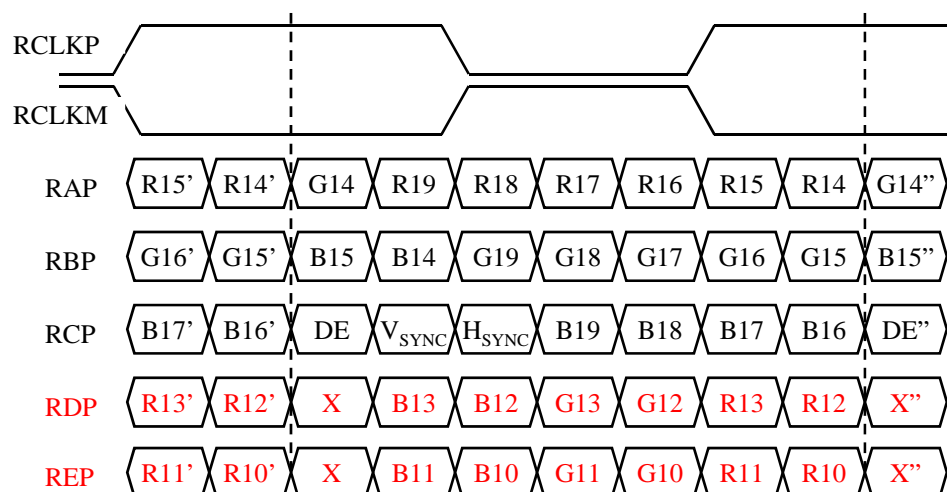 RCLKP
RCLKM
RAP R15’ R14’ G14 R19 R18 R17 R16 R15 R14 G14”
RBP G16’ G15’ B15 B14 G19 G18 G17 G16 G15 B15”
RCP B17’ B16’ DE VSYNC HSYNC B19 B18 B17 B16 DE”
RDP R13’ R12’ X B13 B12 G13 G12 R13 R12 X”
REP R11’ R10’ X B11 B10 G11 G10 R11 R10 X”